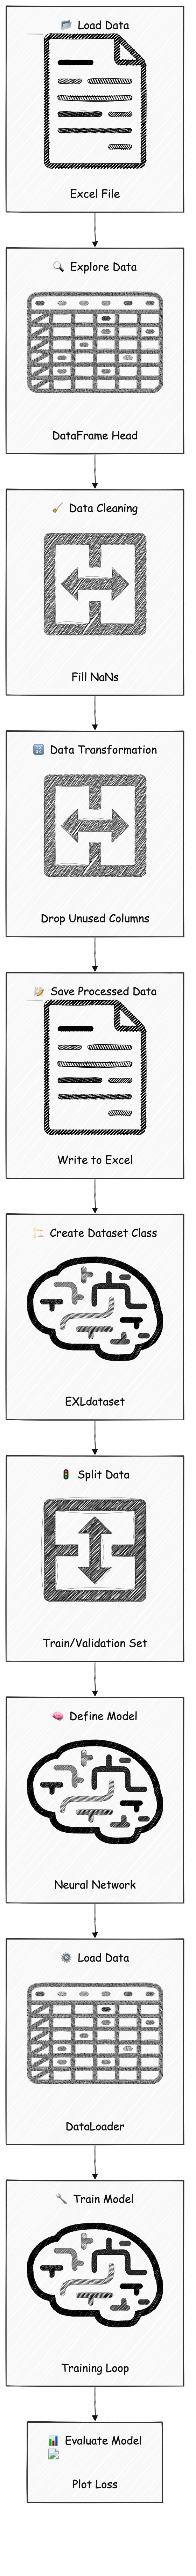 Load Data
Excel File
Explore Data
DataFrame Head
Data Cleaning
Fill NaNs
Data Transformation
Drop Unused Columns
Save Processed Data
Write to Excel
Create Dataset Class
EXLdataset
Split Data
Train/Validation Set
Define Model
Neural Network
Load Data
DataLoader
Train Model
Training Loop
Evaluate Model
Plot Loss